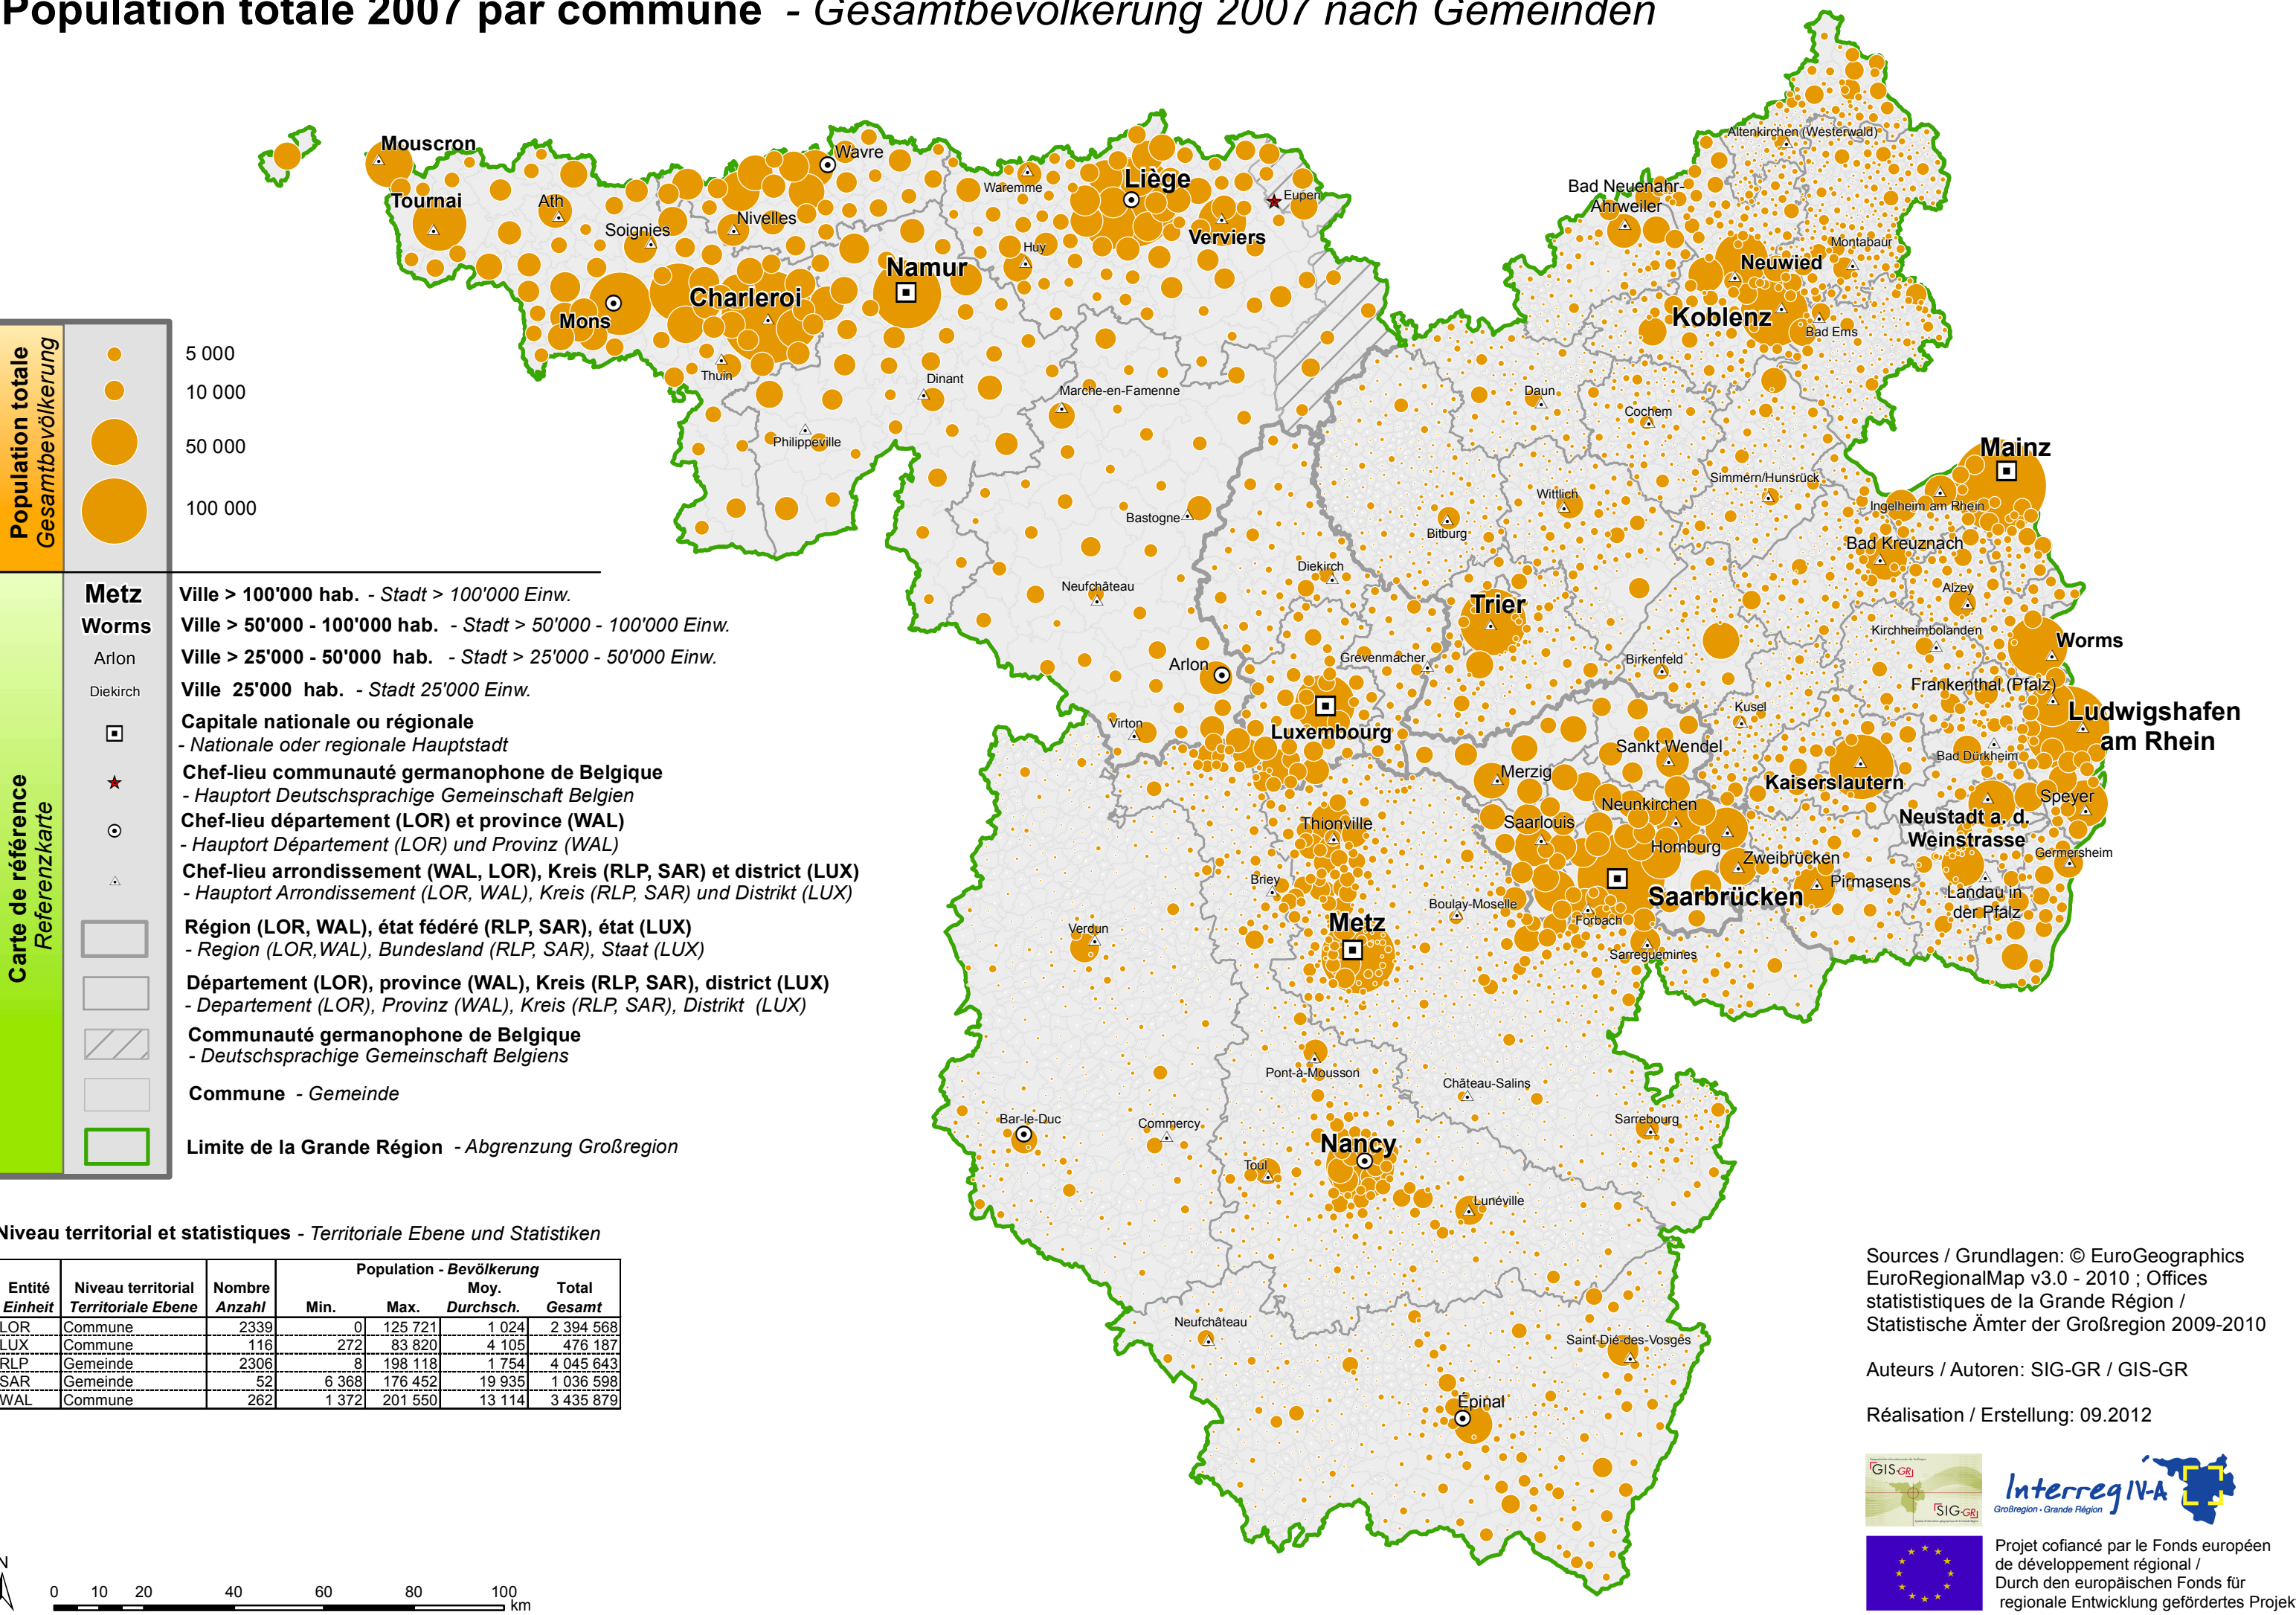 Population totale 2007 par commune - Gesamtbevölkerung 2007 nach Gemeinden
Mouscron
Tournai
Ath
Soignies
Nivelles
Wavre
Waremme
Liège
Eupen
Verviers
Huy
Namur
Charleroi
Mons
Thuin
Dinant
Philippeville
Marche-en-Famenne
Bastogne
Neufchâteau
Arlon
Virton
Altenkirchen (Westerwald)
Bad Neuenahr-
Ahrweiler
Montabaur
Neuwied
Koblenz
Bad Ems
Daun
Cochem
Mainz
Simmern/Hunsrück
Wittlich
Ingelheim am Rhein
Bitburg
Bad Kreuznach
Diekirch
Alzey
Trier
Kirchheimbolanden
Worms
Grevenmacher
Birkenfeld
Frankenthal (Pfalz)
Kusel
Ludwigshafen
am Rhein
Luxembourg
Sankt Wendel
Bad Dürkheim
Merzig
Kaiserslautern
Neunkirchen
Speyer
Saarlouis
Neustadt a. d.
Weinstrasse
Thionville
Homburg
Zweibrücken
Germersheim
Briey
Pirmasens
Saarbrücken
Landau in
der Pfalz
Boulay-Moselle
Forbach
Metz
Verdun
Sarreguemines
Pont-à-Mousson
Château-Salins
Bar-le-Duc
Commercy
Sarrebourg
Nancy
Toul
Lunéville
Neufchâteau
Saint-Dié-des-Vosges
Épinal
Population totale
Gesamtbevölkerung
5 000
10 000
50 000
100 000
Carte de référence
Referenzkarte
Metz Ville > 100'000 hab. - Stadt > 100'000 Einw.
Worms Ville > 50'000 - 100'000 hab. - Stadt > 50'000 - 100'000 Einw.
Arlon Ville > 25'000 - 50'000 hab. - Stadt > 25'000 - 50'000 Einw.
Diekirch Ville 25'000 hab. - Stadt 25'000 Einw.
Capitale nationale ou régionale
- Nationale oder regionale Hauptstadt
Chef-lieu communauté germanophone de Belgique
- Hauptort Deutschsprachige Gemeinschaft Belgien
Chef-lieu département (LOR) et province (WAL)
- Hauptort Département (LOR) und Provinz (WAL)
Chef-lieu arrondissement (WAL, LOR), Kreis (RLP, SAR) et district (LUX)
- Hauptort Arrondissement (LOR, WAL), Kreis (RLP, SAR) und Distrikt (LUX)
Région (LOR, WAL), état fédéré (RLP, SAR), état (LUX)
- Region (LOR,WAL), Bundesland (RLP, SAR), Staat (LUX)
Département (LOR), province (WAL), Kreis (RLP, SAR), district (LUX)
- Departement (LOR), Provinz (WAL), Kreis (RLP, SAR), Distrikt (LUX)
Communauté germanophone de Belgique
- Deutschsprachige Gemeinschaft Belgiens
Commune - Gemeinde
Limite de la Grande Région - Abgrenzung Großregion
Niveau territorial et statistiques - Territoriale Ebene und Statistiken
Population - Bevölkerung
Entité Niveau territorial Nombre Moy. Total
Einheit Territoriale Ebene Anzahl Min. Max. Durchsch. Gesamt
LOR Commune 2339 0 125 721 1 024 2 394 568
LUX Commune 116 272 83 820 4 105 476 187
RLP Gemeinde 2306 8 198 118 1 754 4 045 643
SAR Gemeinde 52 6 368 176 452 19 935 1 036 598
WAL Commune 262 1 372 201 550 13 114 3 435 879
N
0 10 20 40 60 80 100
km
Sources / Grundlagen: © EuroGeographics
EuroRegionalMap v3.0 - 2010 ; Offices
statististiques de la Grande Région /
Statistische Ämter der Großregion 2009-2010
Auteurs / Autoren: SIG-GR / GIS-GR
Réalisation / Erstellung: 09.2012
GIS-GR
SIG-GR
Interreg IV-A
Großregion - Grande Région
Projet cofiancé par le Fonds européen
de développement régional /
Durch den europäischen Fonds für
regionale Entwicklung gefördertes Projek